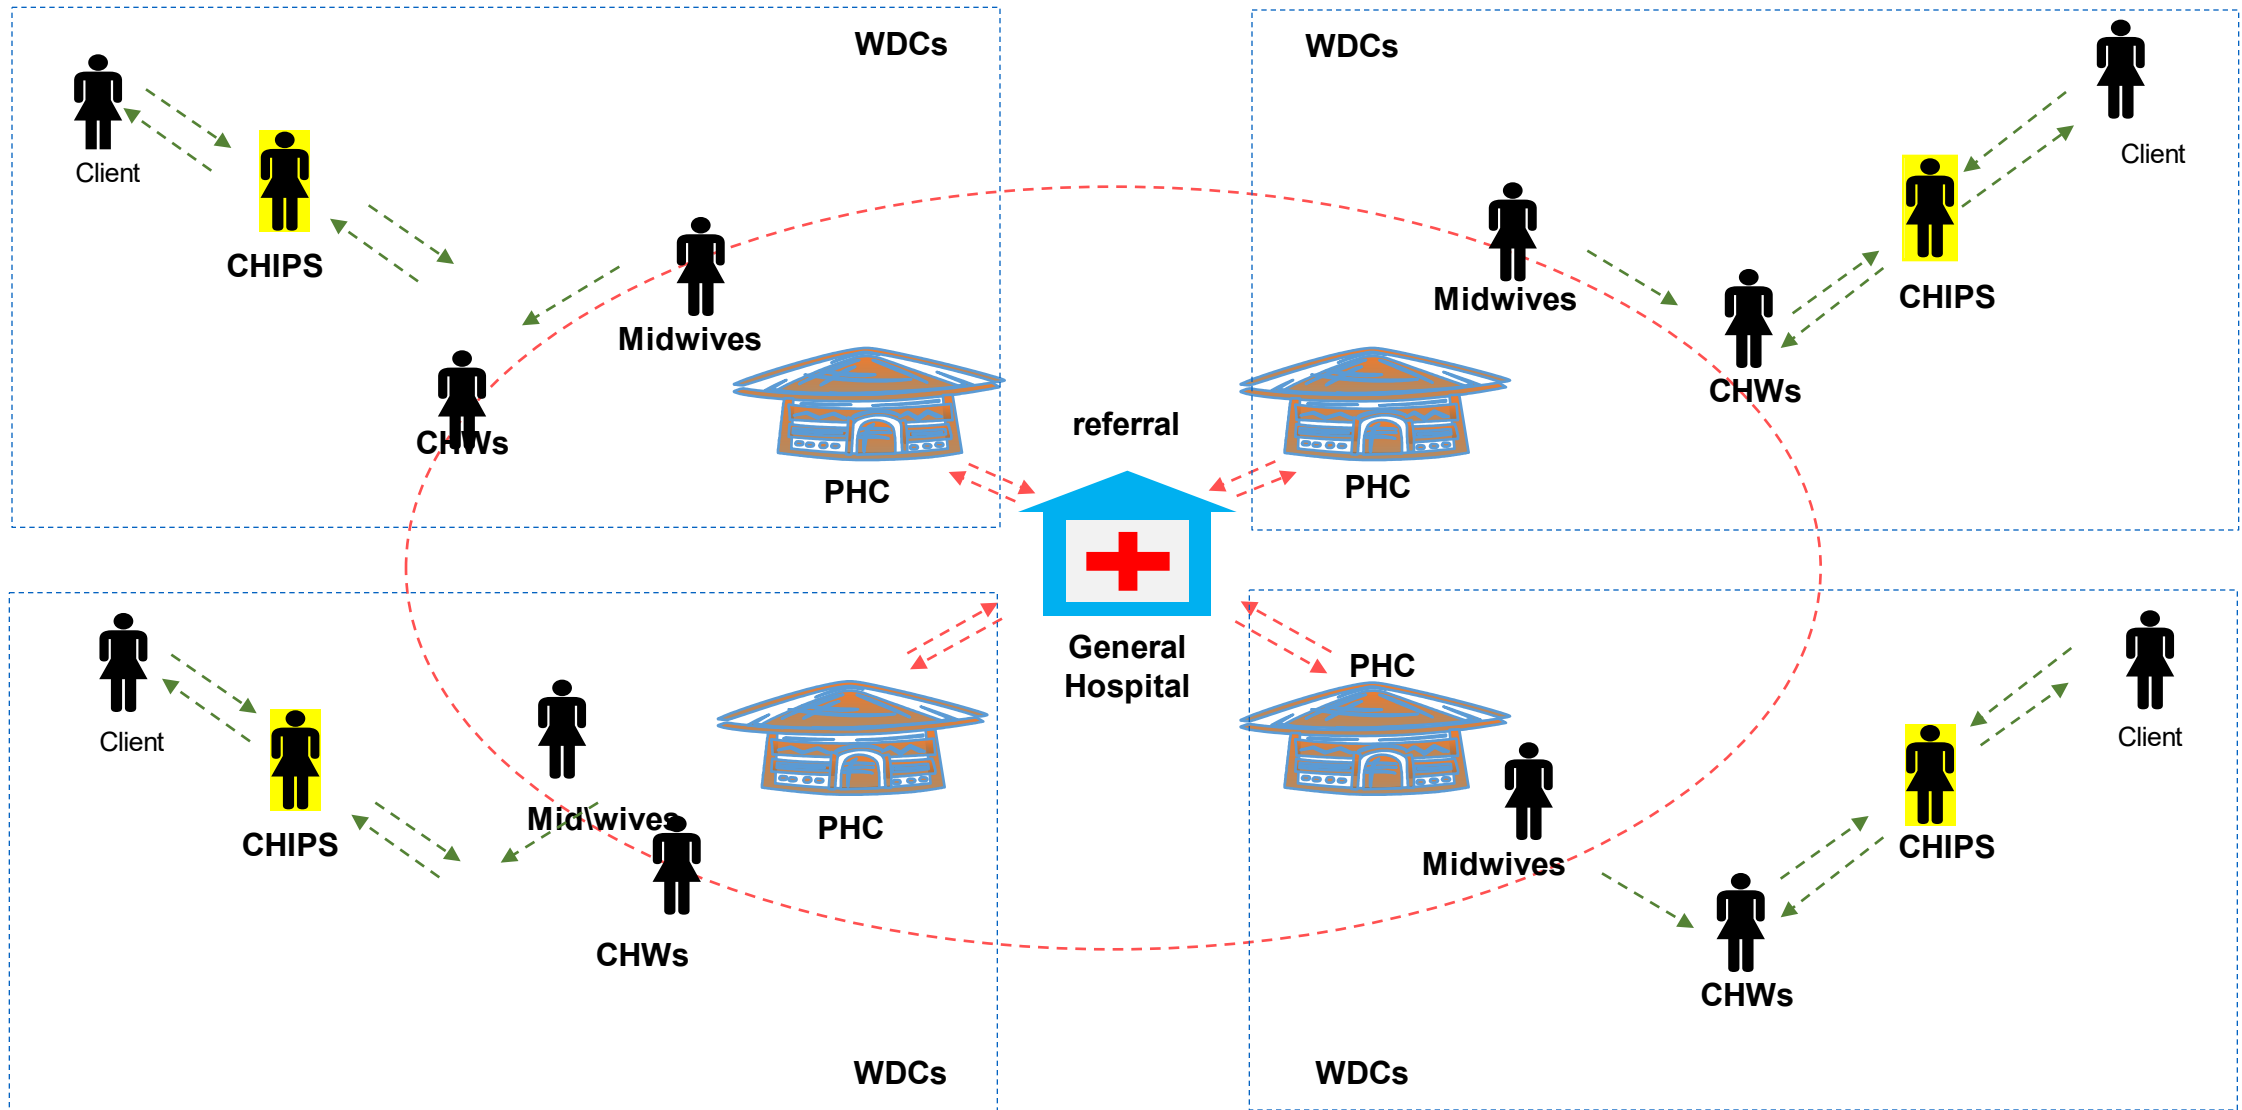 WDCs
Client
CHIPS
Midwives
CHWs
PHC
WDCs
Client
CHIPS
Midwives
CHWs
PHC
referral
General
Hospital
Client
CHIPS
Mid\wives
CHWs
PHC
WDCs
PHC
Client
CHIPS
Midwives
CHWs
WDCs